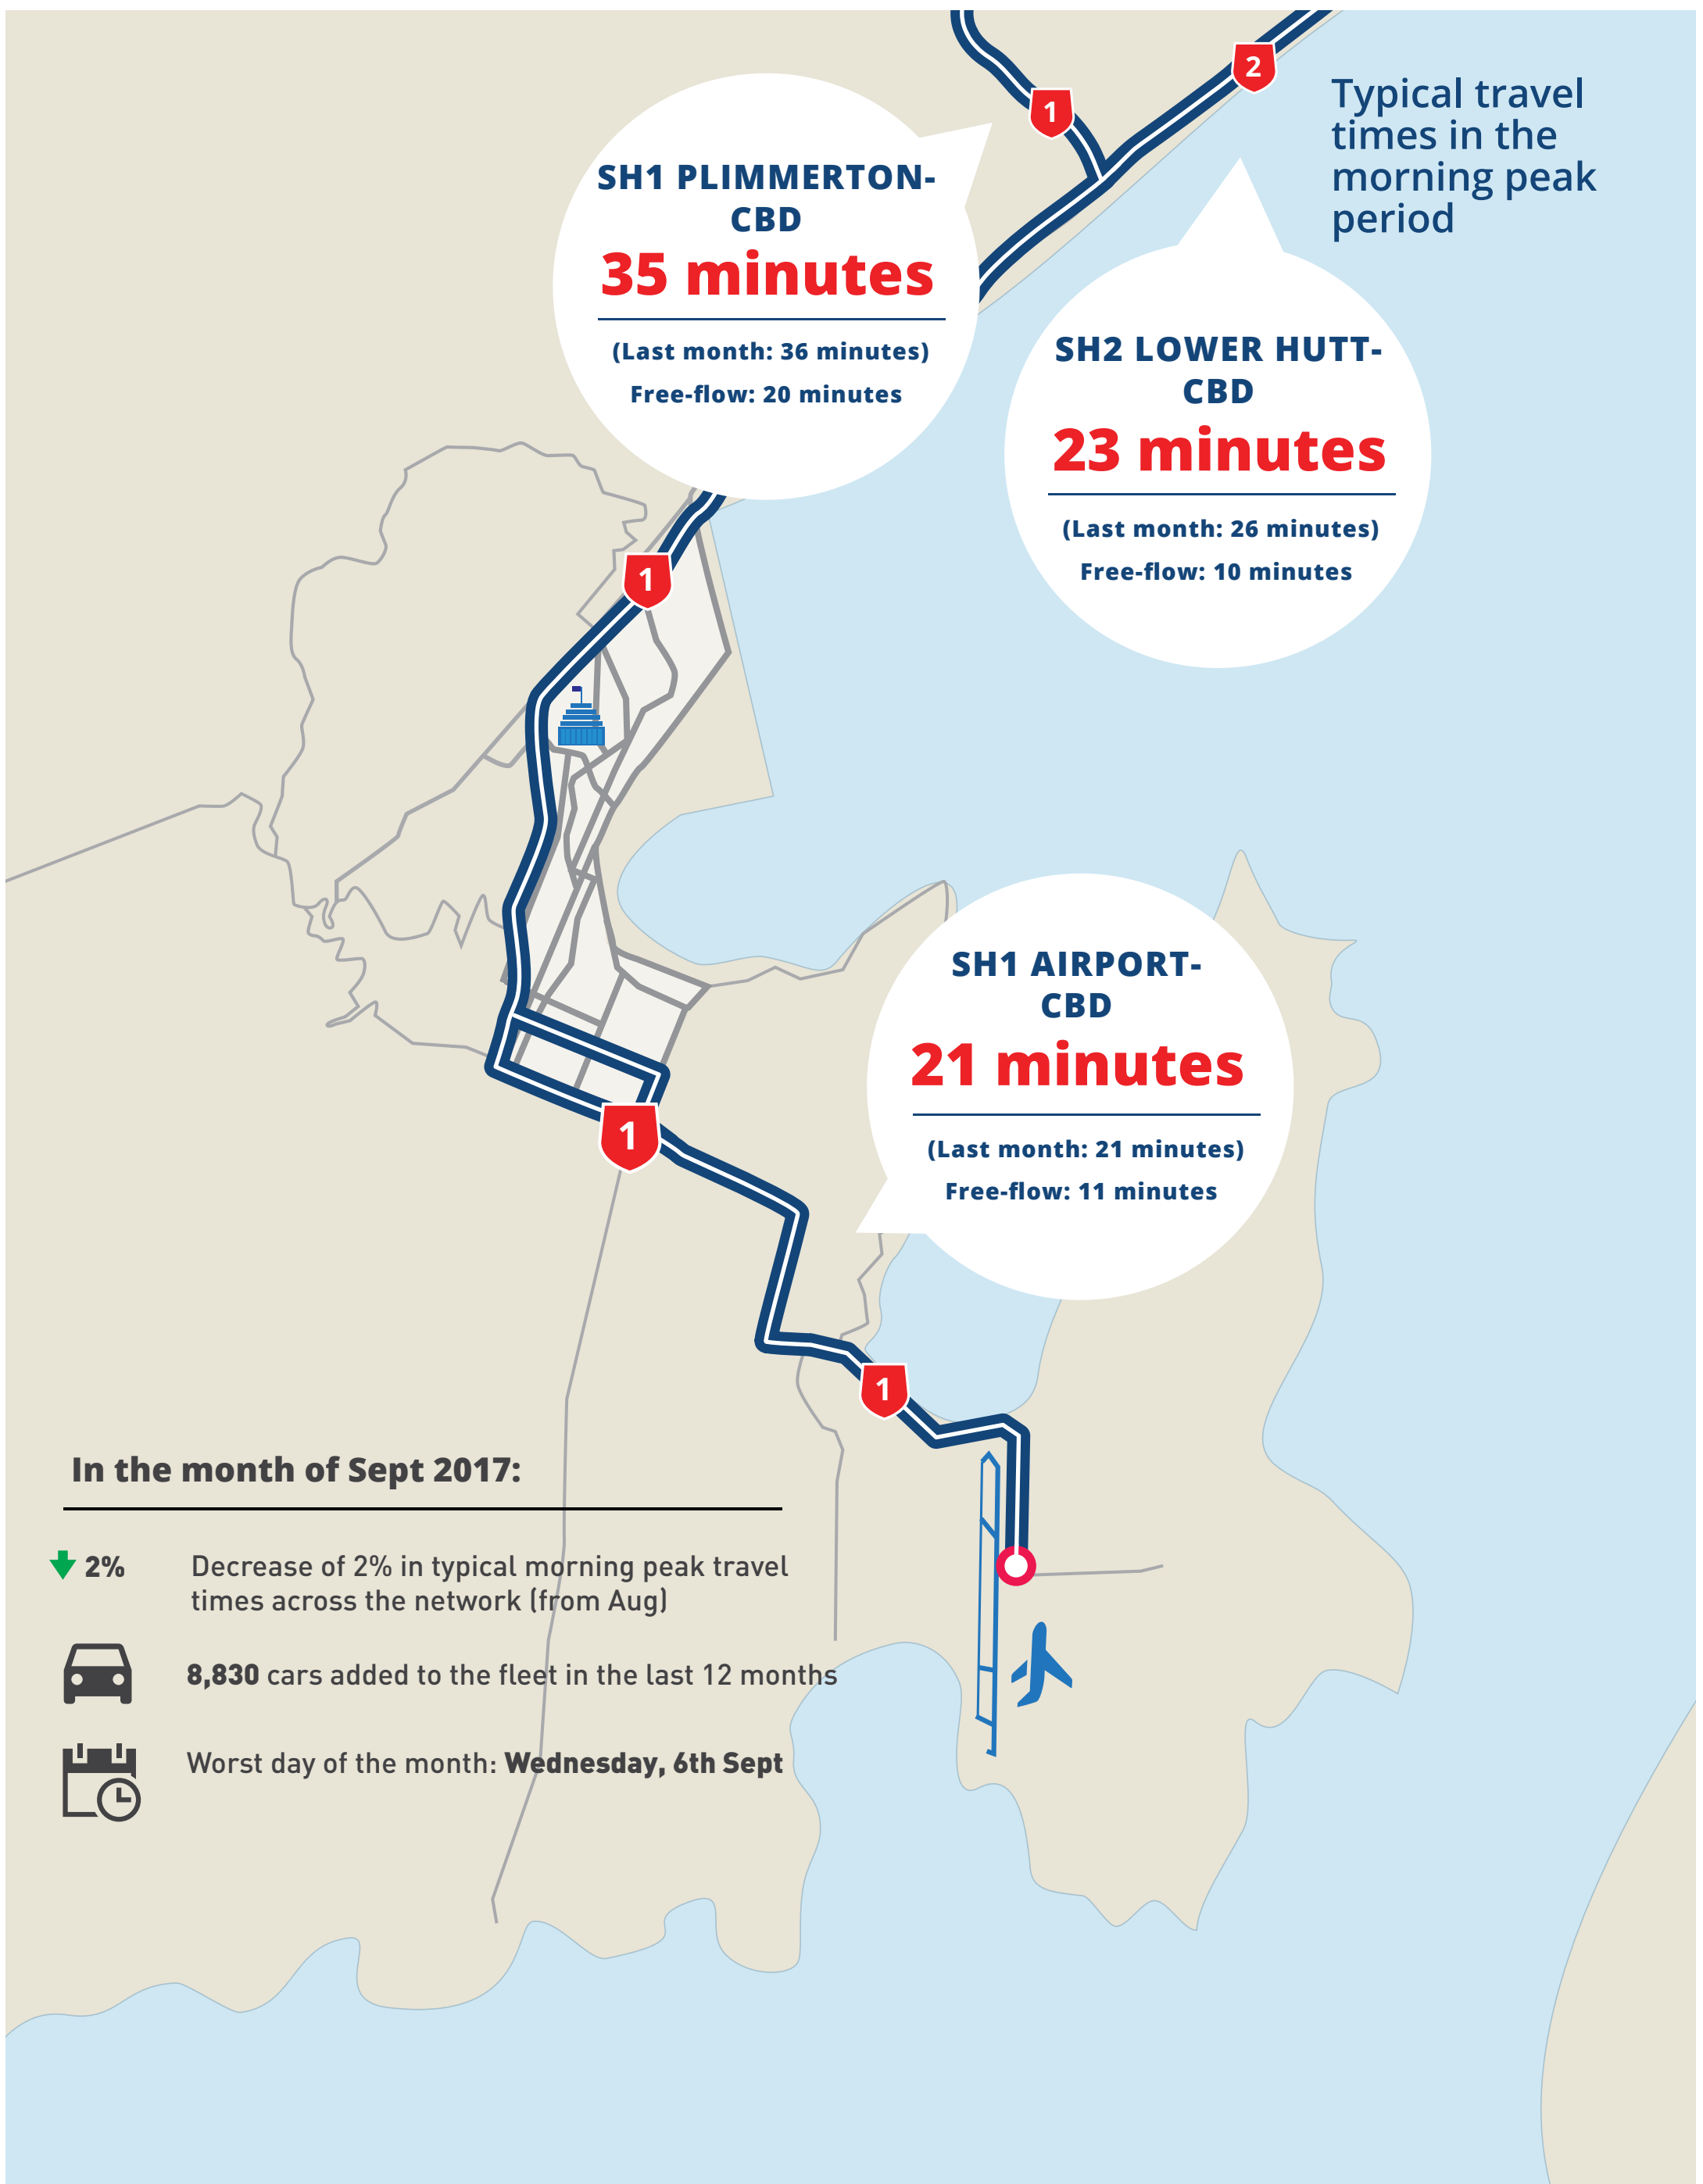 2
1
Typical travel
times in the
morning peak
period
SH1 PLIMMERTON-
CBD
35 minutes
(Last month: 36 minutes)
Free-flow: 20 minutes
SH2 LOWER HUTT-
CBD
23 minutes
(Last month: 26 minutes)
Free-flow: 10 minutes
1
SH1 AIRPORT-
CBD
21 minutes
(Last month: 21 minutes)
Free-flow: 11 minutes
1
1
In the month of Sept 2017:
2%
Decrease of 2% in typical morning peak travel
times across the network (from Aug)
8,830 cars added to the fleet in the last 12 months
Worst day of the month: Wednesday, 6th Sept